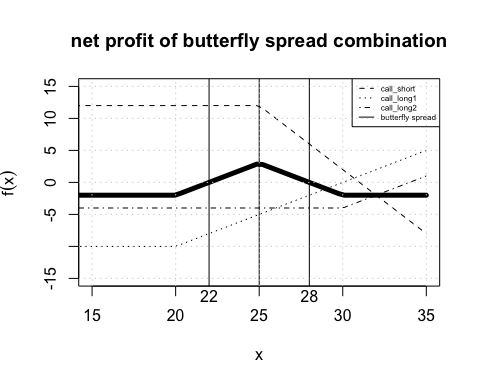 net profit of butterfly spread combination
call_short
call_long1
call_long2
butterfly spread
f(x)
15
10
5
0
-5
-15
22
28
15
20
25
30
35
x